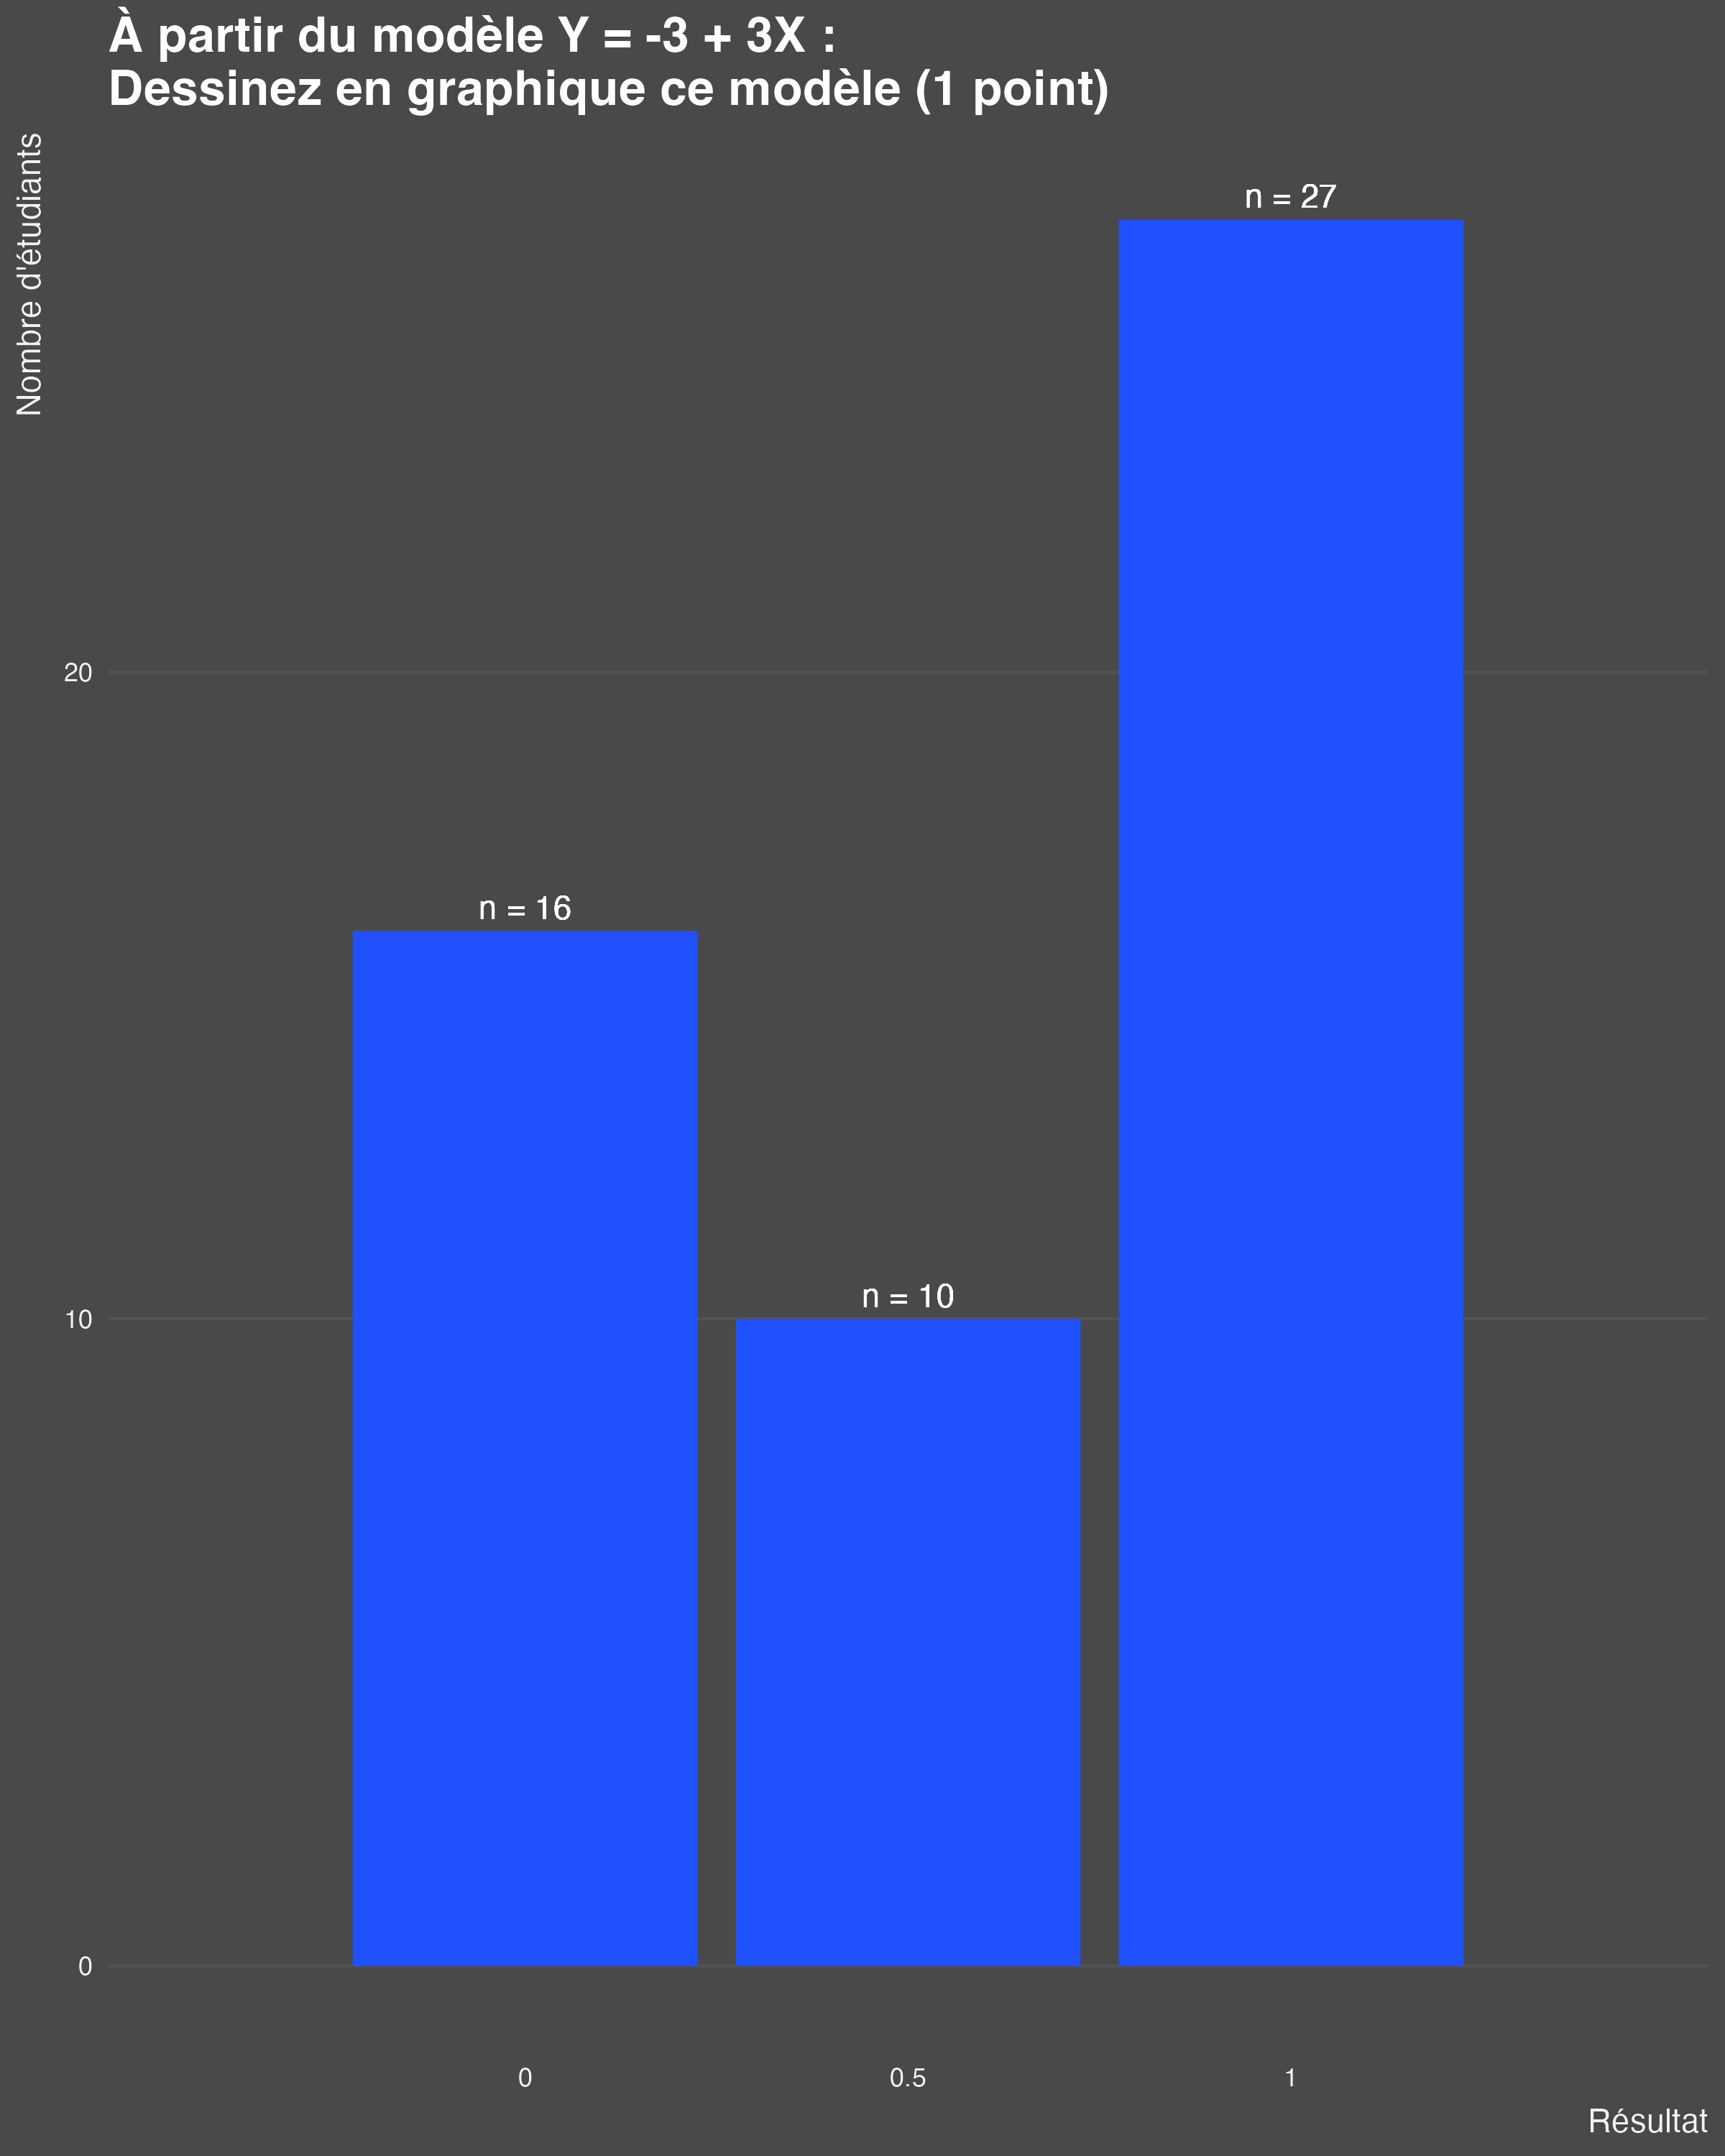 À partir du modèle Y = -3 + 3X :
Dessinez en graphique ce modèle (1 point)
Nombre d'étudiants
n = 27
20
n = 16
n = 10
10
0
0
0.5
1
Résultat